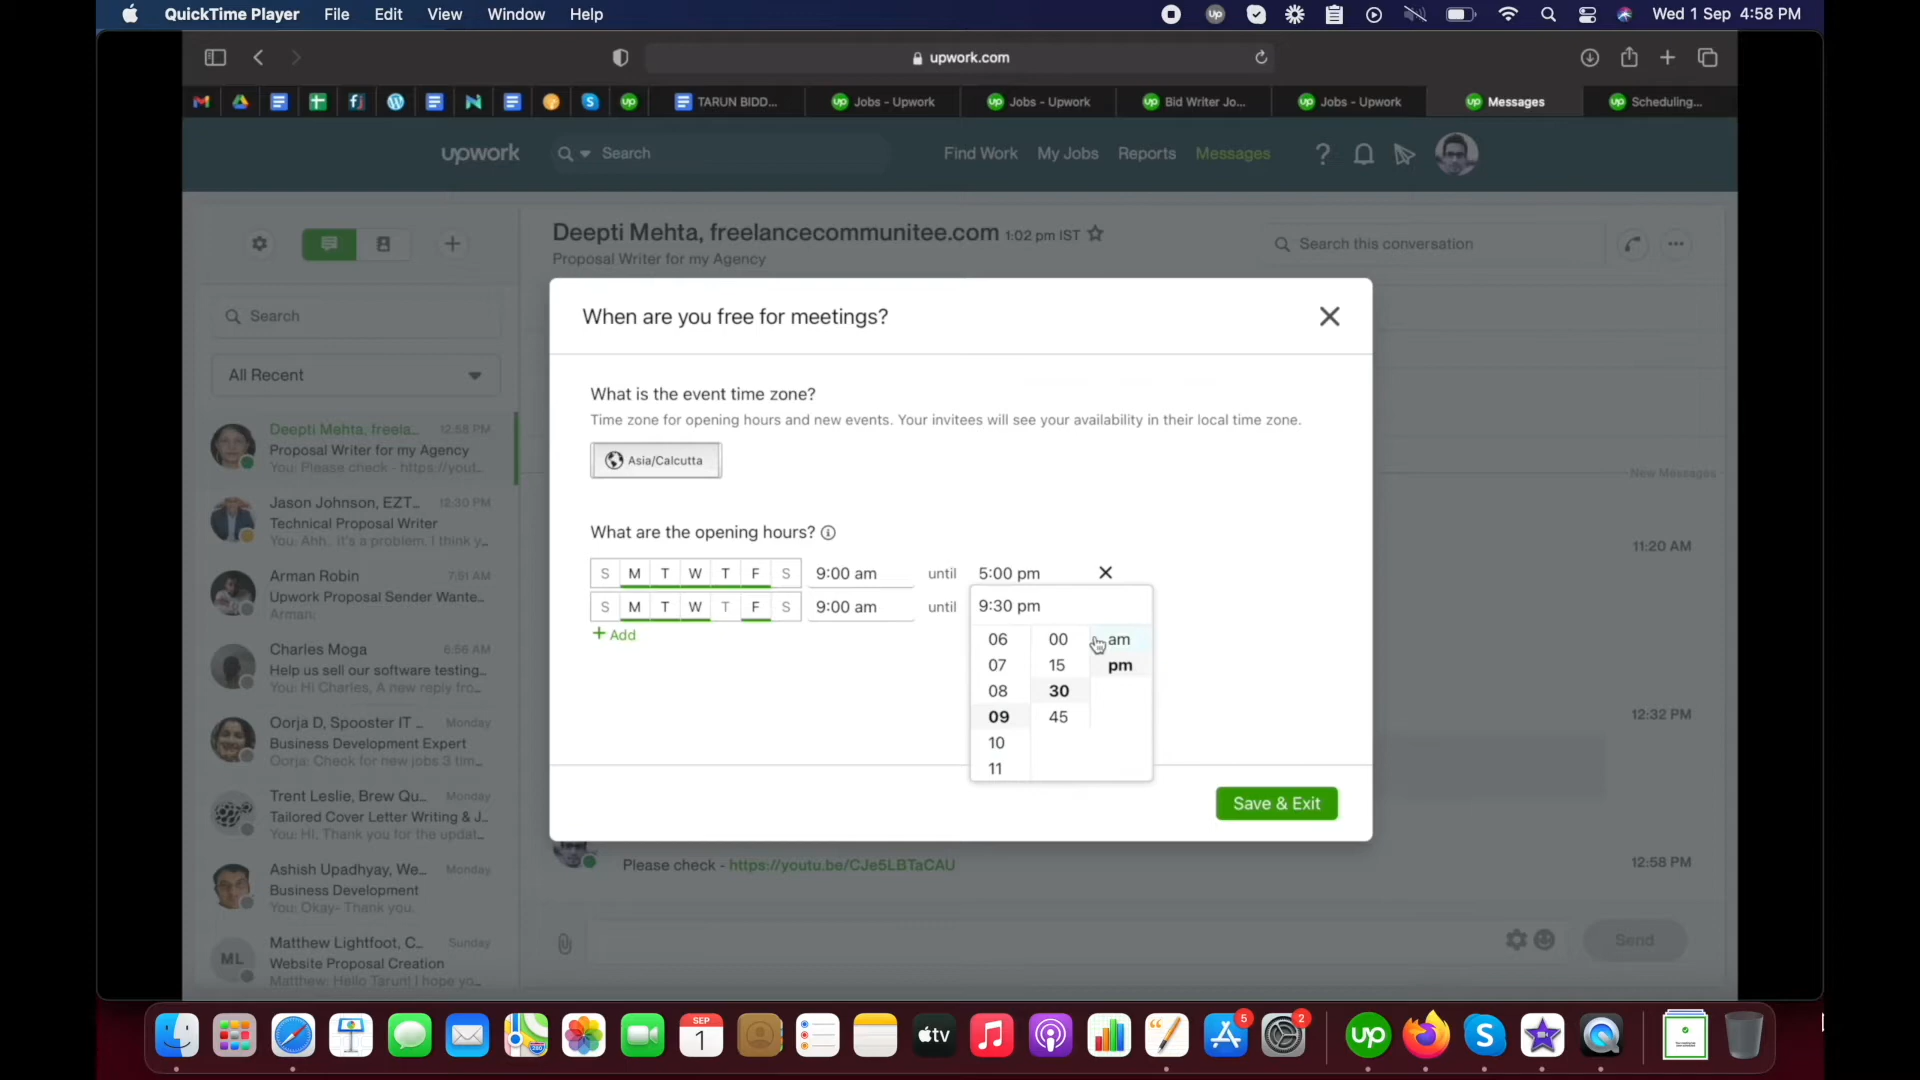 QuickTime Player File Edit View Window Help
Wed 1 Sep 4:58 PM
upwork.com
TARUN BIDD...
Jobs - Upwork
Jobs - Upwork
Bid Writer Jo...
Jobs - Upwork
Messages
Scheduling...
upwork
Search
Find Work My Jobs Reports Messages
Deepti Mehta, freelancecommunitee.com 1:02 pm IST
Proposal Writer for my Agency
Search this conversation
Search
All Recent
Deepti Mehta, freela... 12:58 PM
Proposal Writer for my Agency
You: Please check - https://yout...
Jason Johnson, EZT... 12:30 PM
Technical Proposal Writer
You: Ahh.. it's a problem. I think y...
Arman Robin 7:51 AM
Upwork Proposal Sender Wante...
Arman:
Charles Moga 6:56 AM
Help us sell our software testing...
You: Hi Charles, A new reply fro...
Oorja D, Spooster IT ... Monday
Business Development Expert
Oorja: Check for new jobs 3 tim...
Trent Leslie, Brew Qu... Monday
Tailored Cover Letter Writing & J...
You: HI, Thank you for the updat...
Ashish Upadhyay, We... Monday
Business Development
You: Okay- Thank you.
ML
Matthew Lightfoot, C... Sunday
Website Proposal Creation
Matthew: Hello Tarun! I hope yo...
When are you free for meetings?
What is the event time zone?
Time zone for opening hours and new events. Your invitees will see your availability in their local time zone.
Asia/Calcutta
What are the opening hours?
S M T W T F S 9:00 am until 5:00 pm
S M T W T F S 9:00 am until 9:30 pm
+ Add
06 00 am
07 15 pm
08 30
09 45
10
11
Save & Exit
New Messages
11:20 AM
12:32 PM
12:58 PM
Please check - https://youtu.be/CJe5LBTaCAU
Send
SEP
1
tv
5
2
up